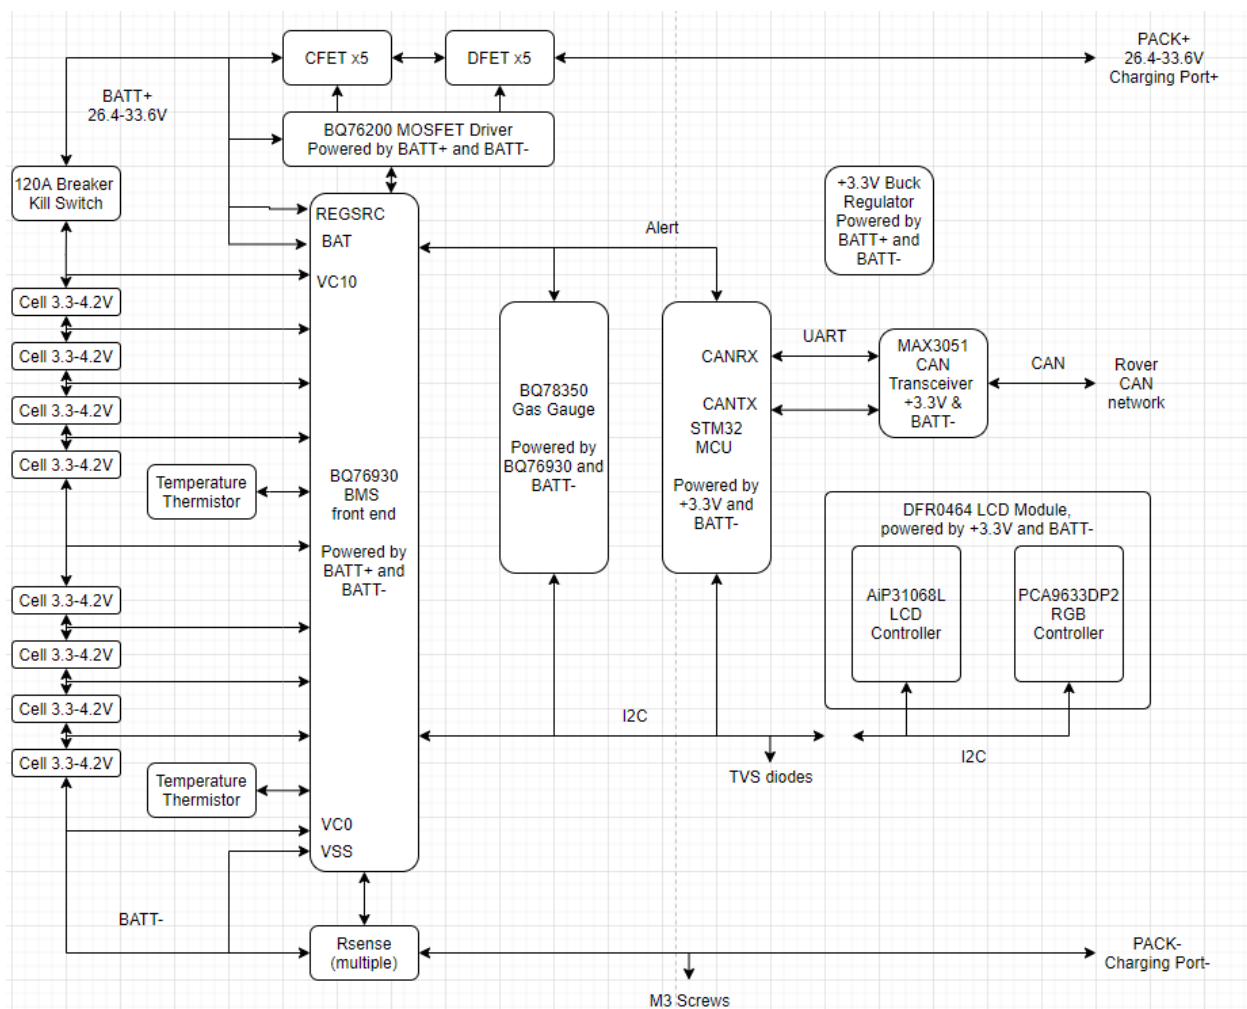 CFET x5
DFET x5
PACK+
26.4-33.6V
Charging Port+
BATT+
26.4-33.6V
BQ76200 MOSFET Driver
Powered by BATT+ and BATT-
120A Breaker
Kill Switch
+3.3V Buck
Regulator
Powered by
BATT+ and
BATT-
REGSRC
BAT
VC10
Alert
Cell 3.3-4.2V
Cell 3.3-4.2V
Cell 3.3-4.2V
Cell 3.3-4.2V
UART
CANRX
CANTX
STM32
MCU
Powered by
+3.3V and
BATT-
MAX3051
CAN
Transceiver
+3.3V &
BATT-
CAN
Rover
CAN
network
BQ78350
Gas Gauge
Powered by
BQ76930 and
BATT-
Temperature
Thermistor
BQ76930
BMS
front end
Powered by
BATT+ and
BATT-
DFR0464 LCD Module,
powered by +3.3V and BATT-
AiP31068L
LCD
Controller
PCA9633DP2
RGB
Controller
Cell 3.3-4.2V
Cell 3.3-4.2V
Cell 3.3-4.2V
Cell 3.3-4.2V
I2C
I2C
TVS diodes
Temperature
Thermistor
VC0
VSS
BATT-
Rsense
(multiple)
PACK-
Charging Port-
M3 Screws